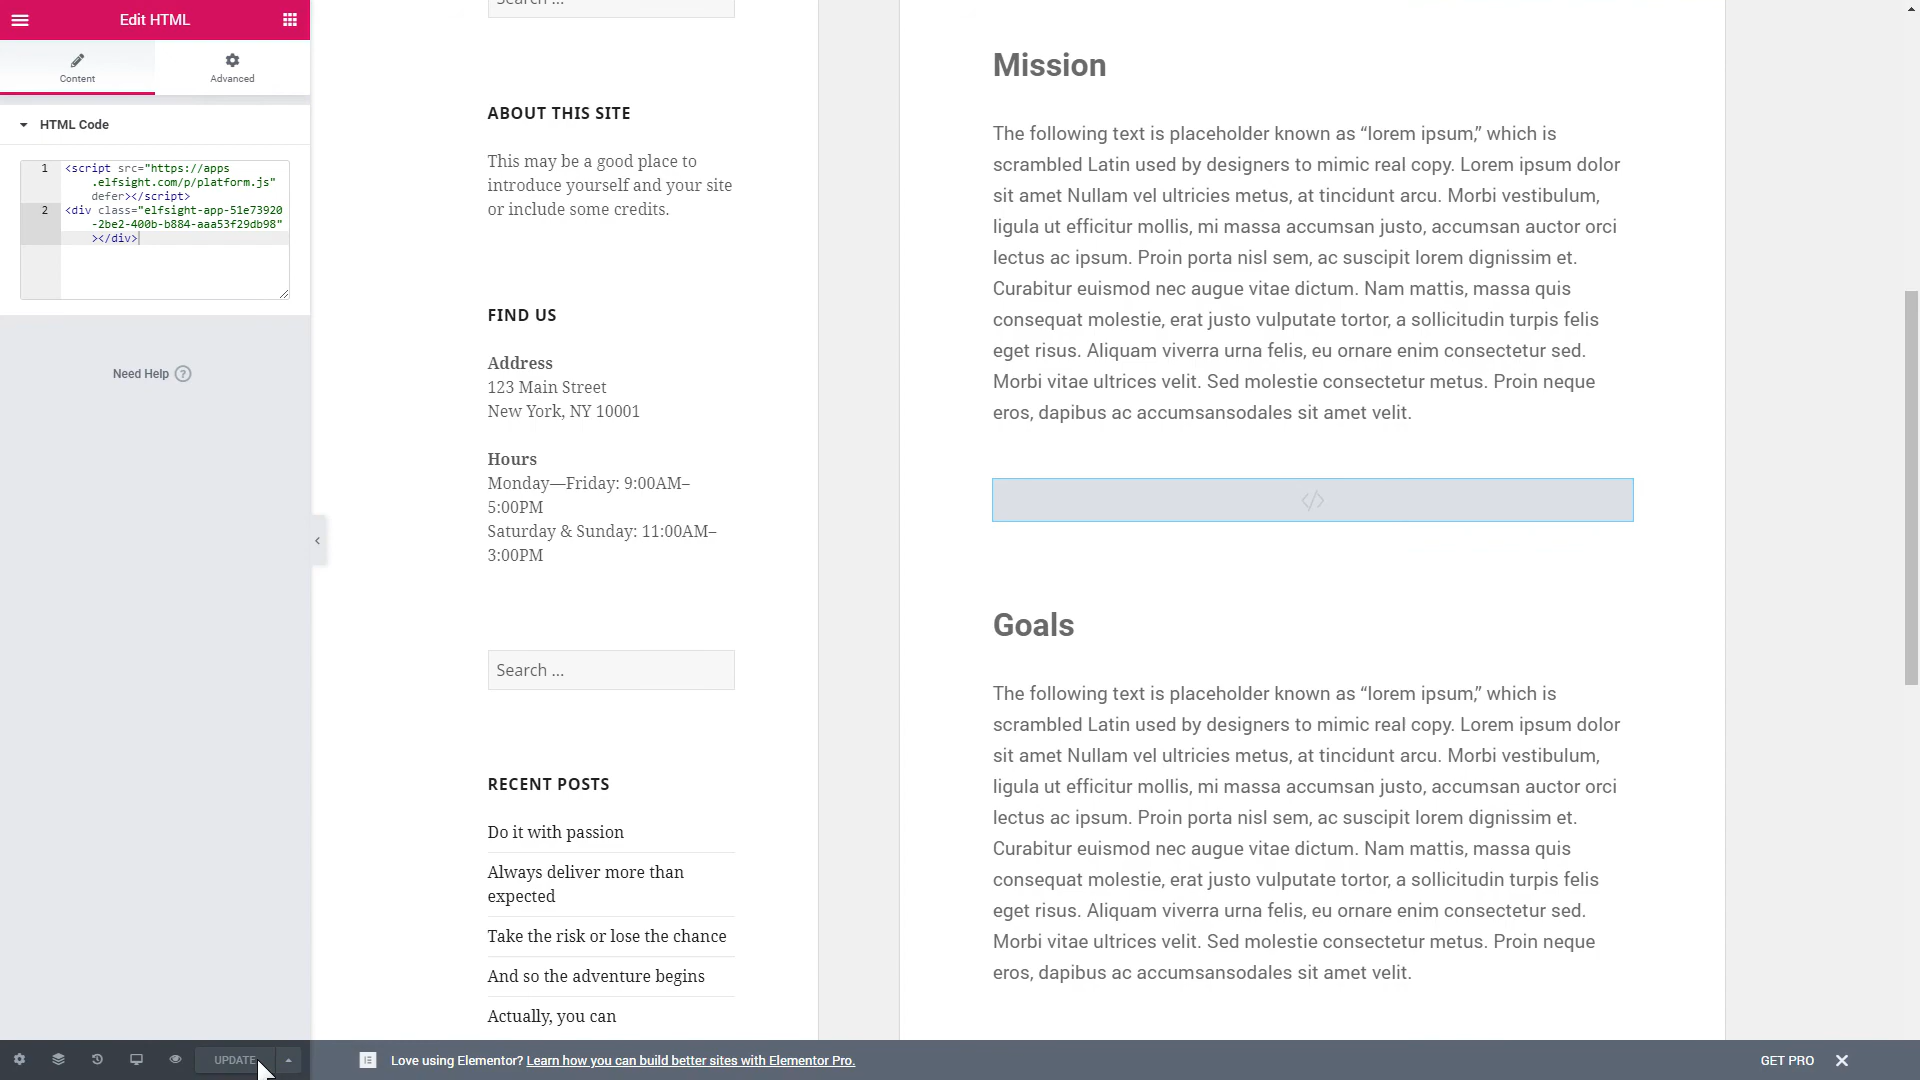 Edit HTML
Content
Advanced
HTML Code
1 <script src="https://apps
.elfsight.com/p/platform.js"
defer></script>
2 <div class="elfsight-app-51e73920
-2be2-400b-b884-aaa53f29db98"
></div>
Need Help ?
UPDATE
Search ...
ABOUT THIS SITE
This may be a good place to
introduce yourself and your site
or include some credits.
FIND US
Address
123 Main Street
New York, NY 10001
Hours
Monday—Friday: 9:00AM–
5:00PM
Saturday & Sunday: 11:00AM–
3:00PM
Search ...
RECENT POSTS
Do it with passion
Always deliver more than
expected
Take the risk or lose the chance
And so the adventure begins
Actually, you can
Mission
The following text is placeholder known as “lorem ipsum,” which is
scrambled Latin used by designers to mimic real copy. Lorem ipsum dolor
sit amet Nullam vel ultricies metus, at tincidunt arcu. Morbi vestibulum,
ligula ut efficitur mollis, mi massa accumsan justo, accumsan auctor orci
lectus ac ipsum. Proin porta nisl sem, ac suscipit lorem dignissim et.
Curabitur euismod nec augue vitae dictum. Nam mattis, massa quis
consequat molestie, erat justo vulputate tortor, a sollicitudin turpis felis
eget risus. Aliquam viverra urna felis, eu ornare enim consectetur sed.
Morbi vitae ultrices velit. Sed molestie consectetur metus. Proin neque
eros, dapibus ac accumsansodales sit amet velit.
Goals
The following text is placeholder known as “lorem ipsum,” which is
scrambled Latin used by designers to mimic real copy. Lorem ipsum dolor
sit amet Nullam vel ultricies metus, at tincidunt arcu. Morbi vestibulum,
ligula ut efficitur mollis, mi massa accumsan justo, accumsan auctor orci
lectus ac ipsum. Proin porta nisl sem, ac suscipit lorem dignissim et.
Curabitur euismod nec augue vitae dictum. Nam mattis, massa quis
consequat molestie, erat justo vulputate tortor, a sollicitudin turpis felis
eget risus. Aliquam viverra urna felis, eu ornare enim consectetur sed.
Morbi vitae ultrices velit. Sed molestie consectetur metus. Proin neque
eros, dapibus ac accumsansodales sit amet velit.
Love using Elementor? Learn how you can build better sites with Elementor Pro.
GET PRO